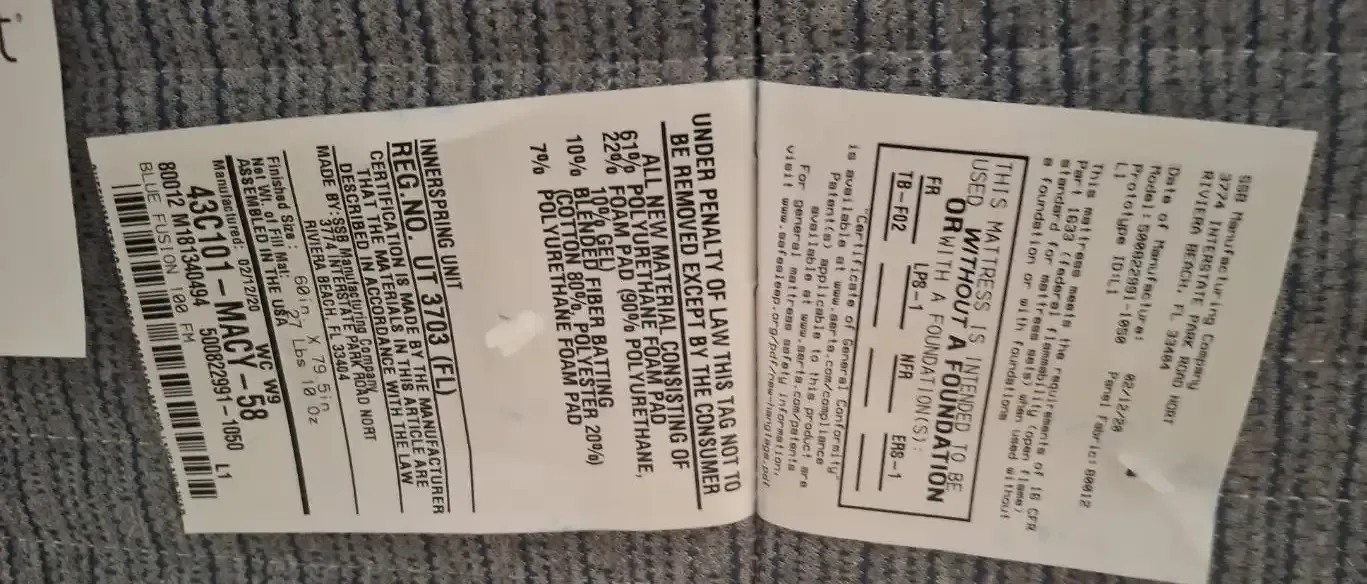 SSB Manufacturing Company
3774 INTERSTATE PARK ROAD NORT
RIVIERA BEACH, FL 33404
Date of Manufacture: 02/12/20
Model: 500822991-1050 Panel Fabric: 80012
Prototype ID: L1
L1
This mattress meets the requirements of 16 CFR
Part 1633 (federal flammability (open flame)
standard for mattress sets) when used without
a foundation or with foundations
THIS MATTRESS IS INTENDED TO BE
USED WITHOUT A FOUNDATION
OR WITH A FOUNDATION(S):
FR LP8-1 NFR ER8-1
TB-F02
"Certificate of General Conformity"
is available at www.serta.com/compliance
Patent(s) applicable to this product are
available at www.serta.com/patents
For general mattress safety information,
visit www.safesleep.org/pdf/new-hangtags.pdf
UNDER PENALTY OF LAW THIS TAG NOT TO
BE REMOVED EXCEPT BY THE CONSUMER
ALL NEW MATERIAL CONSISTING OF
61% POLYURETHANE FOAM PAD
22% FOAM PAD (90% POLYURETHANE,
10% GEL)
10% BLENDED FIBER BATTING
(COTTON 80%, POLYESTER 20%)
7% POLYURETHANE FOAM PAD
INNERSPRING UNIT
REG NO. UT 3703 (FL)
CERTIFICATION IS MADE BY THE MANUFACTURER
THAT THE MATERIALS IN THIS ARTICLE ARE
DESCRIBED IN ACCORDANCE WITH THE LAW
MADE BY: SSB Manufacturing Company
3774 INTERSTATE PARK ROAD NORT
RIVIERA BEACH, FL 33404
Finished Size: 60in. X 79.5in
Net Wt. of Fill Mat: 27 Lbs 10 Oz
ASSEMBLED IN THE USA
Manufactured: 02/12/20 WC W9
43C101-MACY-58
80012 M181340494 500822991-1050 L1
BLUE FUSION 100 FM